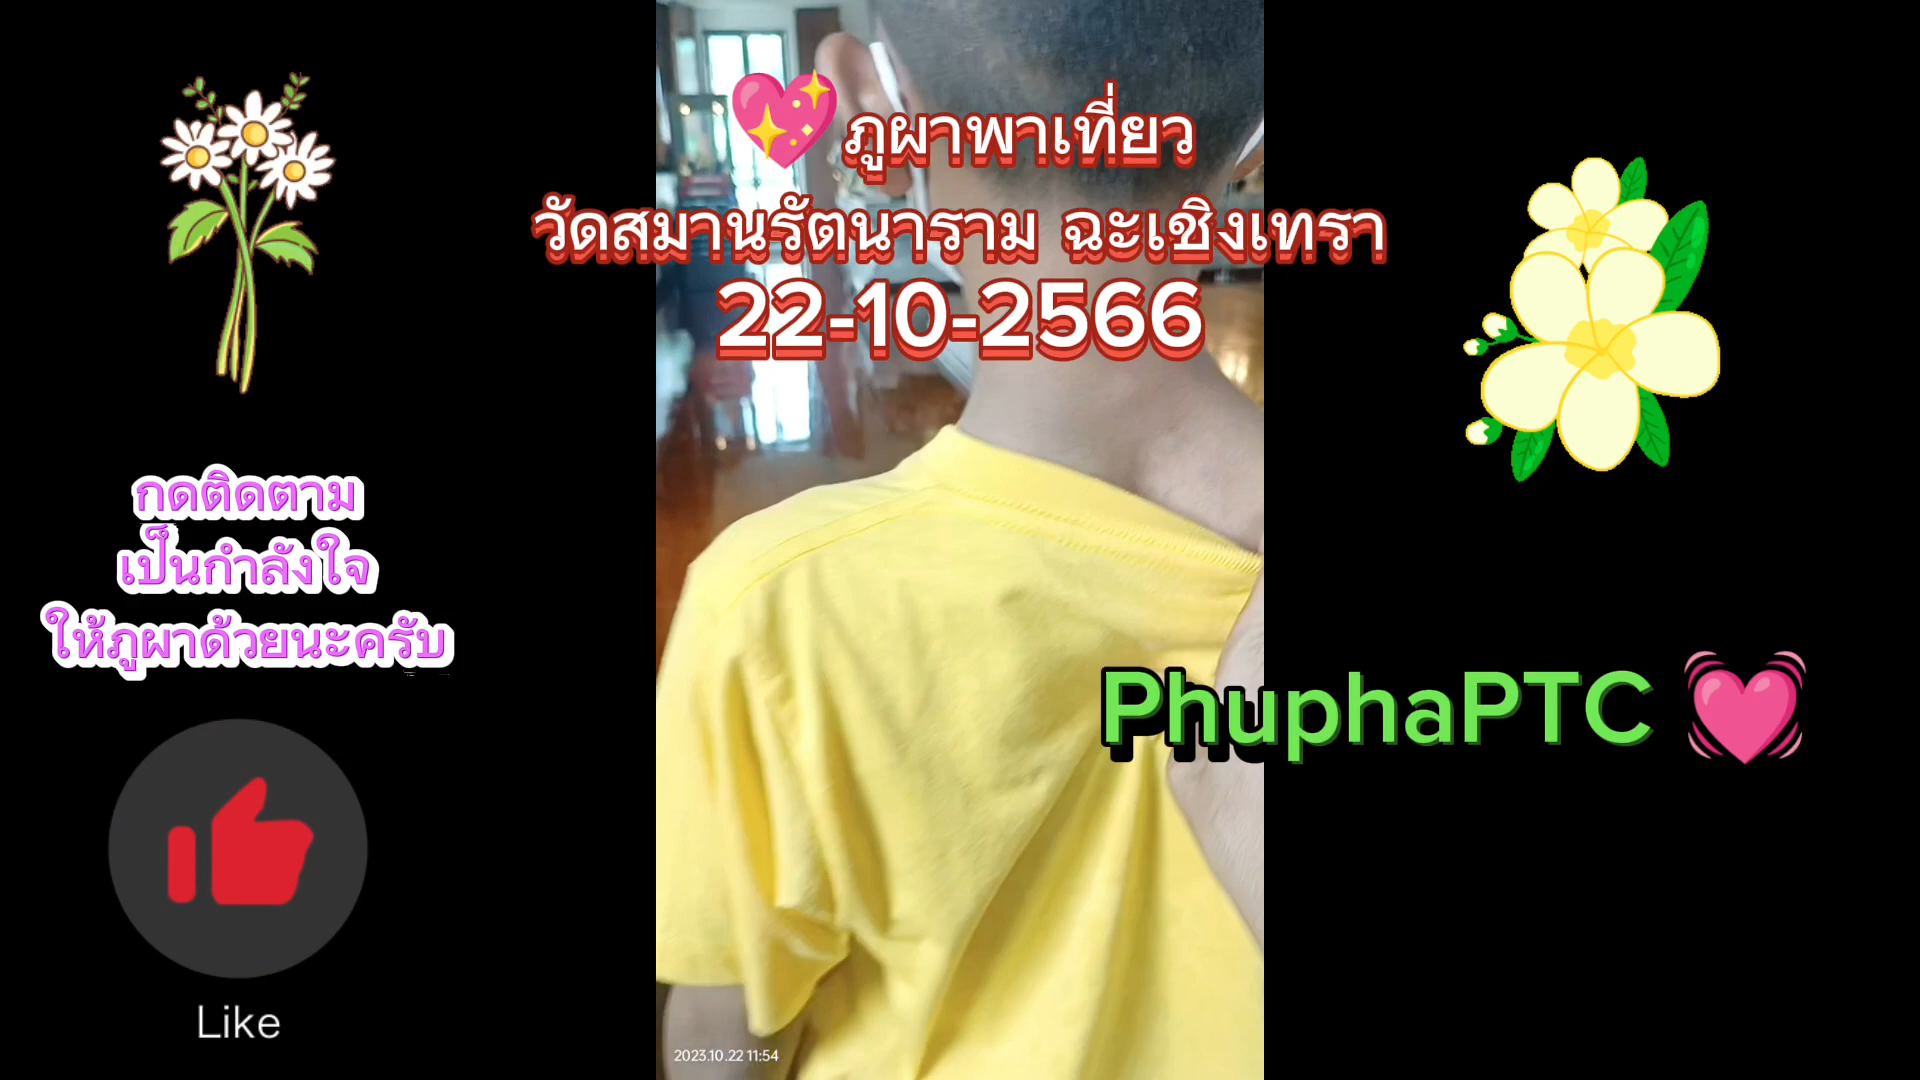 ภูผาพาเที่ยว
วัดสมานรัตนาราม ฉะเชิงเทรา
22-10-2566
กดติดตาม
เป็นกำลังใจ
ให้ภูผาด้วยนะครับ
PhuphaPTC
Like
2023.10.22 11:54